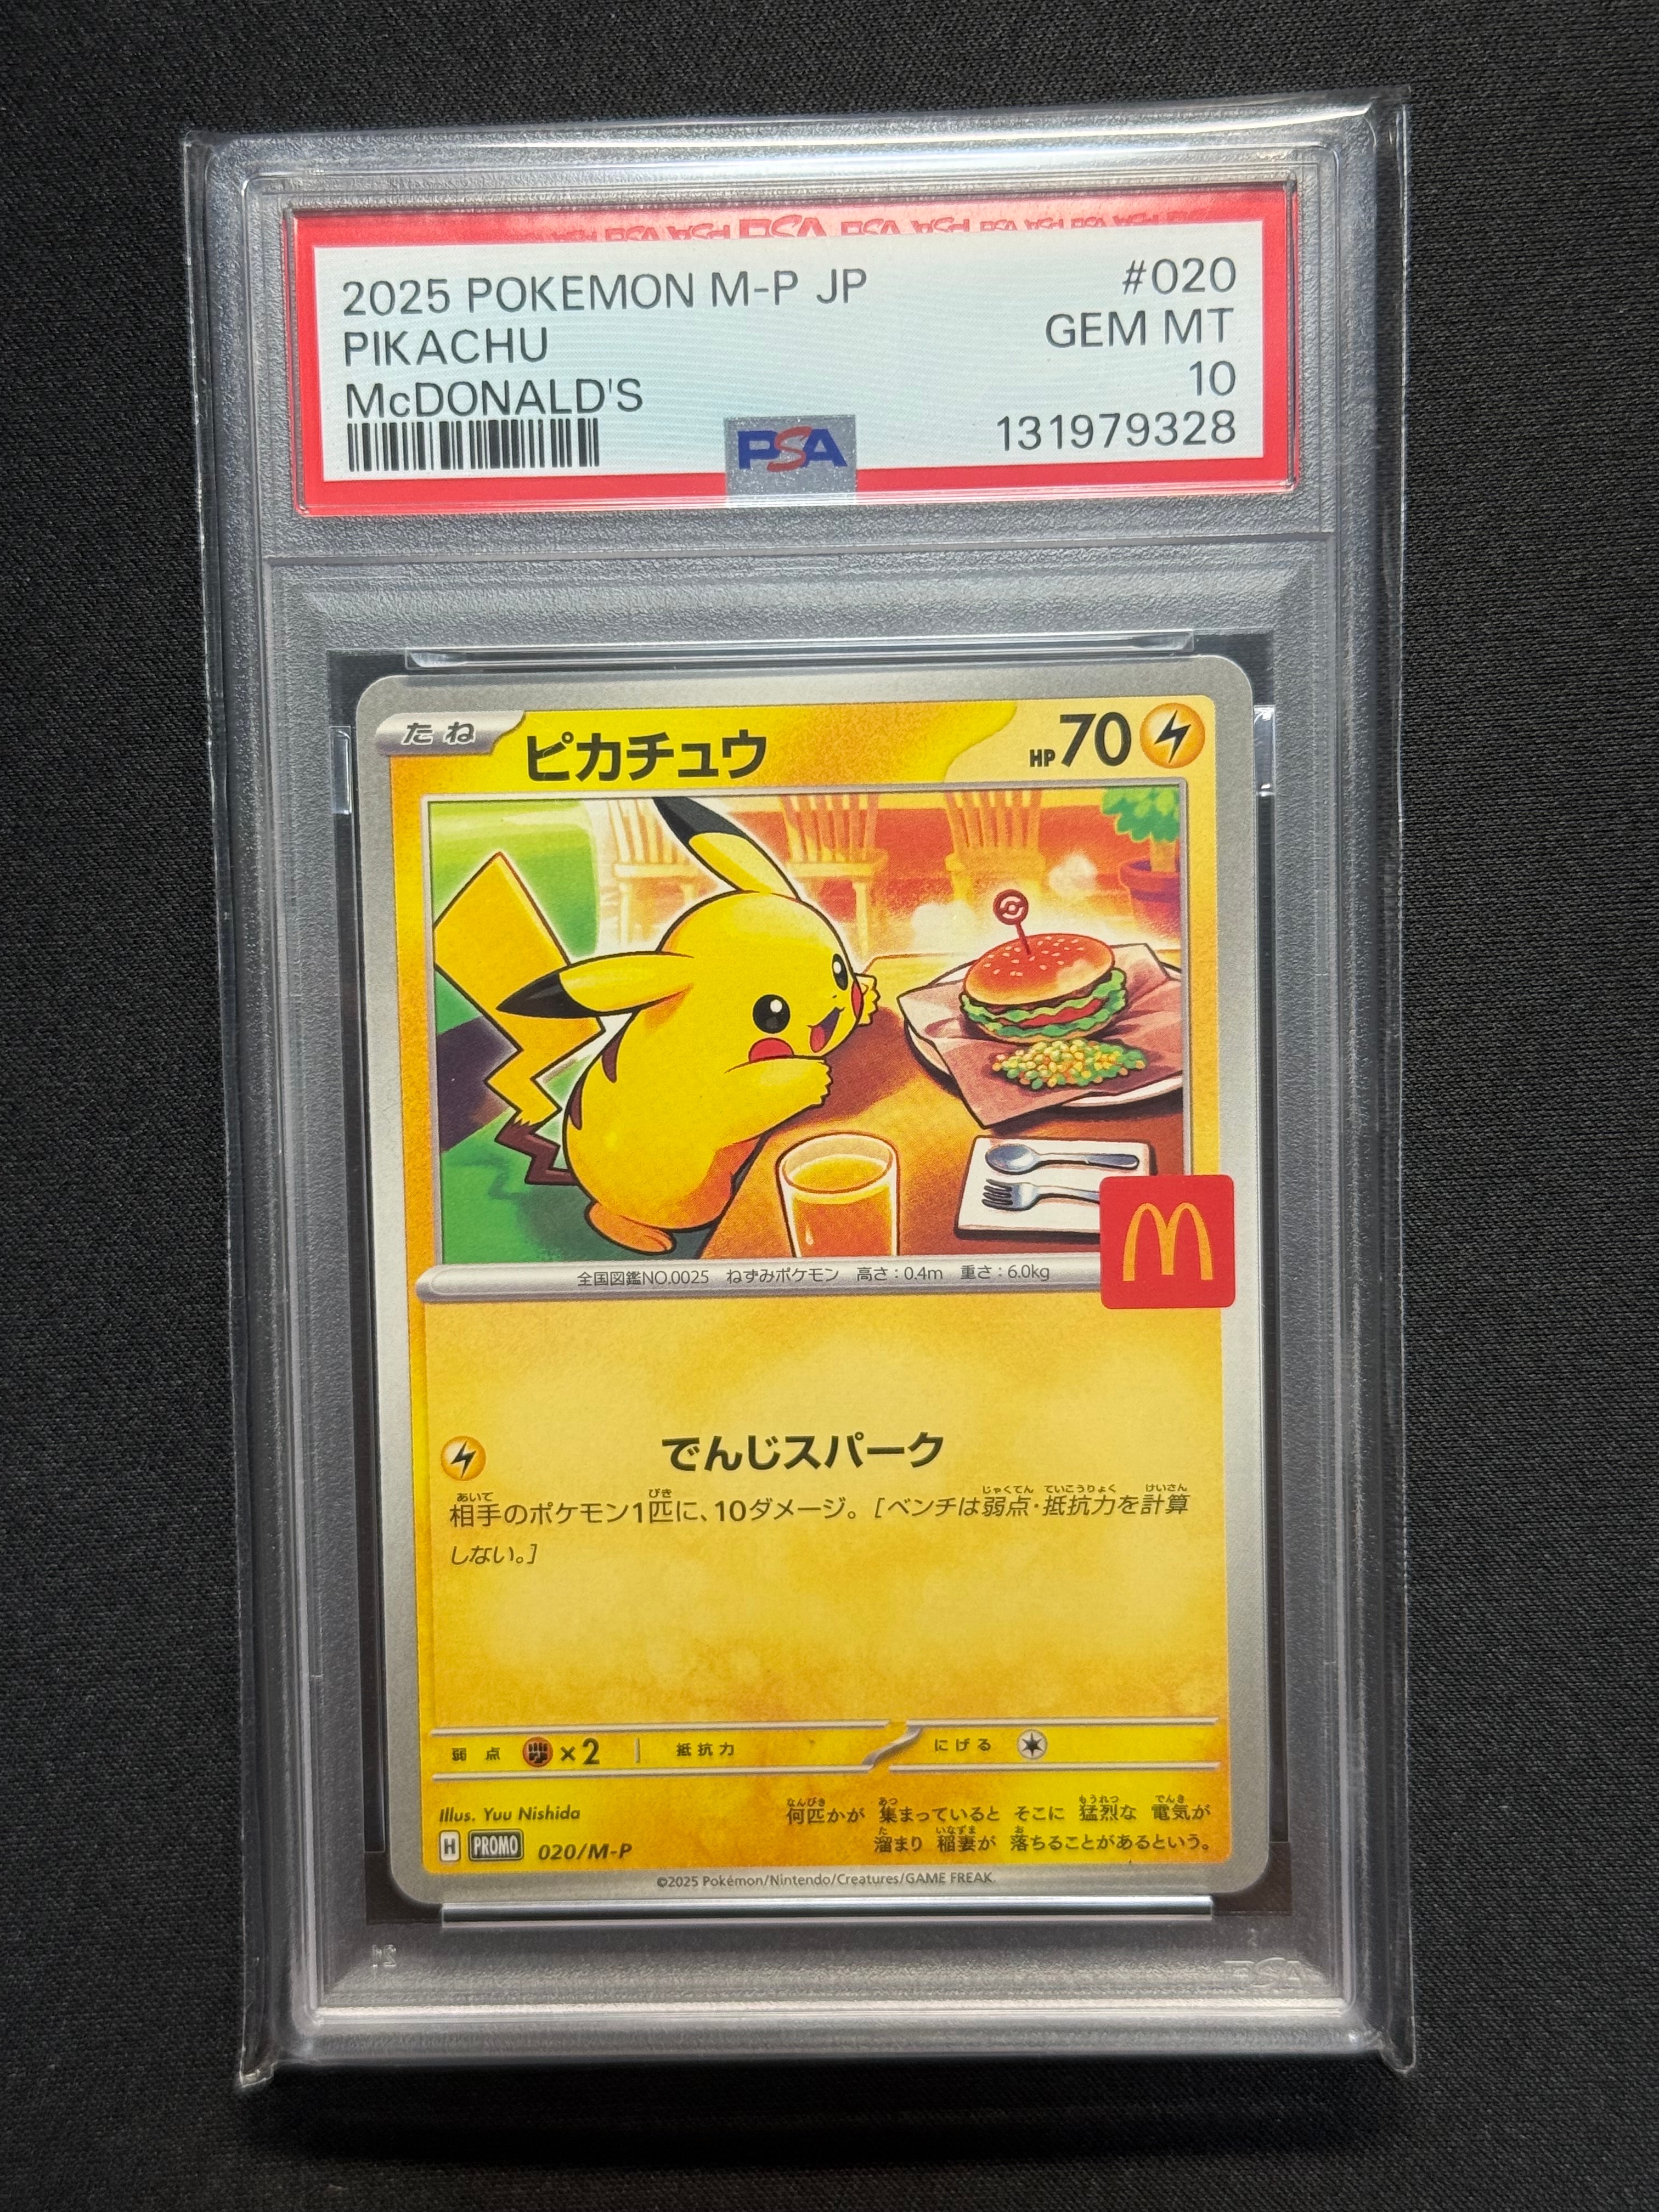 2025 POKEMON M-P JP #020
PIKACHU GEM MT
McDONALD'S 10
PSA 131979328
たね ピカチュウ HP70
全国図鑑NO.0025 ねずみポケモン 高さ：0.4m 重さ：6.0kg
でんじスパーク
相手のポケモン1匹に、10ダメージ。［ベンチは弱点・抵抗力を計算
しない。］
弱点 ×2 抵抗力 にげる
Illus. Yuu Nishida
何匹かが 集まっていると そこに 猛烈な 電気が
溜まり 稲妻が 落ちることがあるという。
H PROMO 020/M-P
©2025 Pokémon/Nintendo/Creatures/GAME FREAK.
PSA